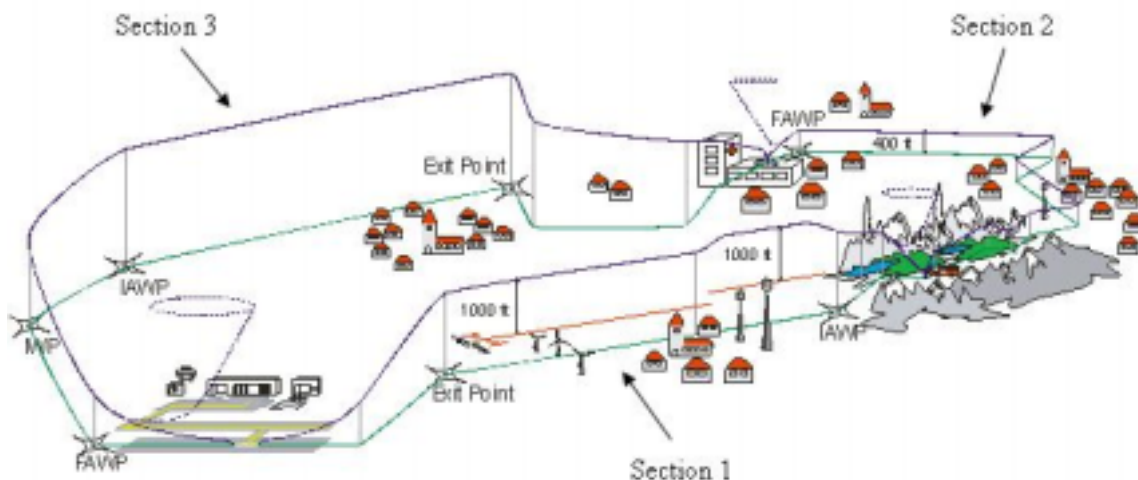 Section 3
Section 2
FAWP
400 ft
Exit Point
1000 ft
IAWP
1000 ft
IAWP
IWP
Exit Point
FAWP
Section 1